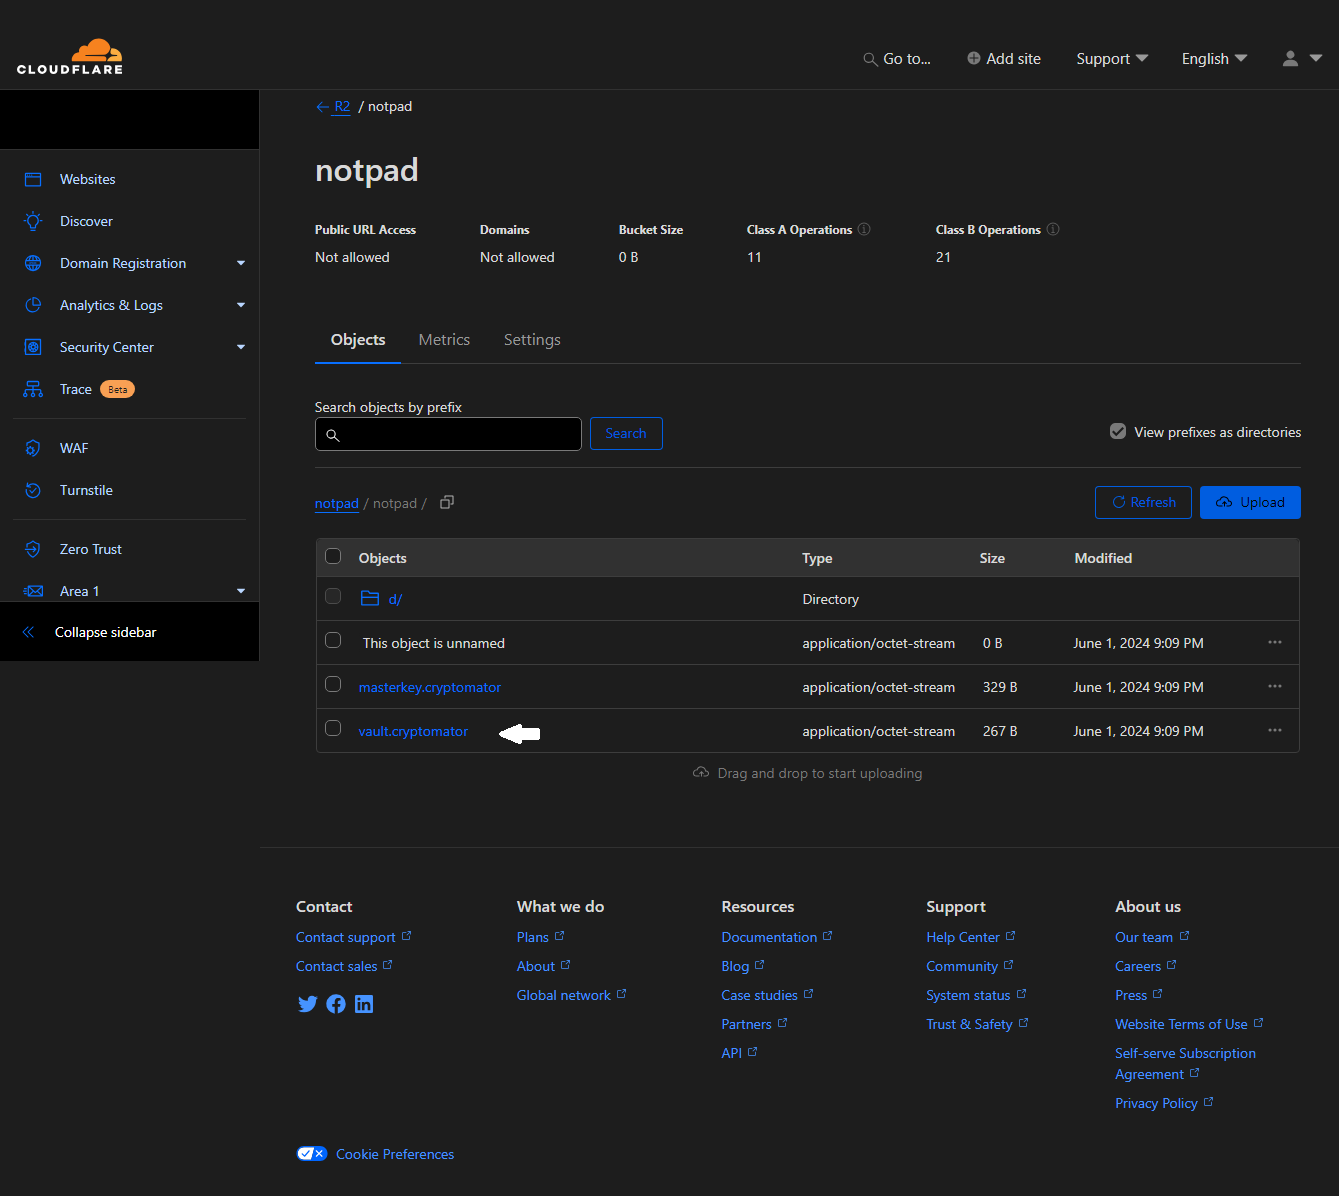 CLOUDFLARE
Go to...
Add site
Support
English
R2 / notpad
Websites
Discover
Domain Registration
Analytics & Logs
Security Center
Trace Beta
WAF
Turnstile
Zero Trust
Area 1
Collapse sidebar
notpad
Public URL Access Domains Bucket Size Class A Operations Class B Operations
Not allowed Not allowed 0 B 11 21
Objects Metrics Settings
Search objects by prefix
Search
View prefixes as directories
notpad / notpad /
Refresh Upload
Objects Type Size Modified
d/ Directory
This object is unnamed application/octet-stream 0 B June 1, 2024 9:09 PM
masterkey.cryptomator application/octet-stream 329 B June 1, 2024 9:09 PM
vault.cryptomator application/octet-stream 267 B June 1, 2024 9:09 PM
Drag and drop to start uploading
Contact
Contact support
Contact sales
What we do
Plans
About
Global network
Resources
Documentation
Blog
Case studies
Partners
API
Support
Help Center
Community
System status
Trust & Safety
About us
Our team
Careers
Press
Website Terms of Use
Self-serve Subscription
Agreement
Privacy Policy
Cookie Preferences